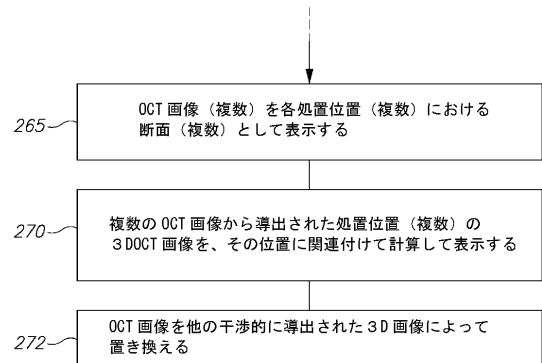 265
OCT 画像（複数）を各処置位置（複数）における
断面（複数）として表示する
270
複数の OCT 画像から導出された処置位置（複数）の
３DOCT 画像を、その位置に関連付けて計算して表示する
272
OCT 画像を他の干渉的に導出された３D 画像によって
置き換える